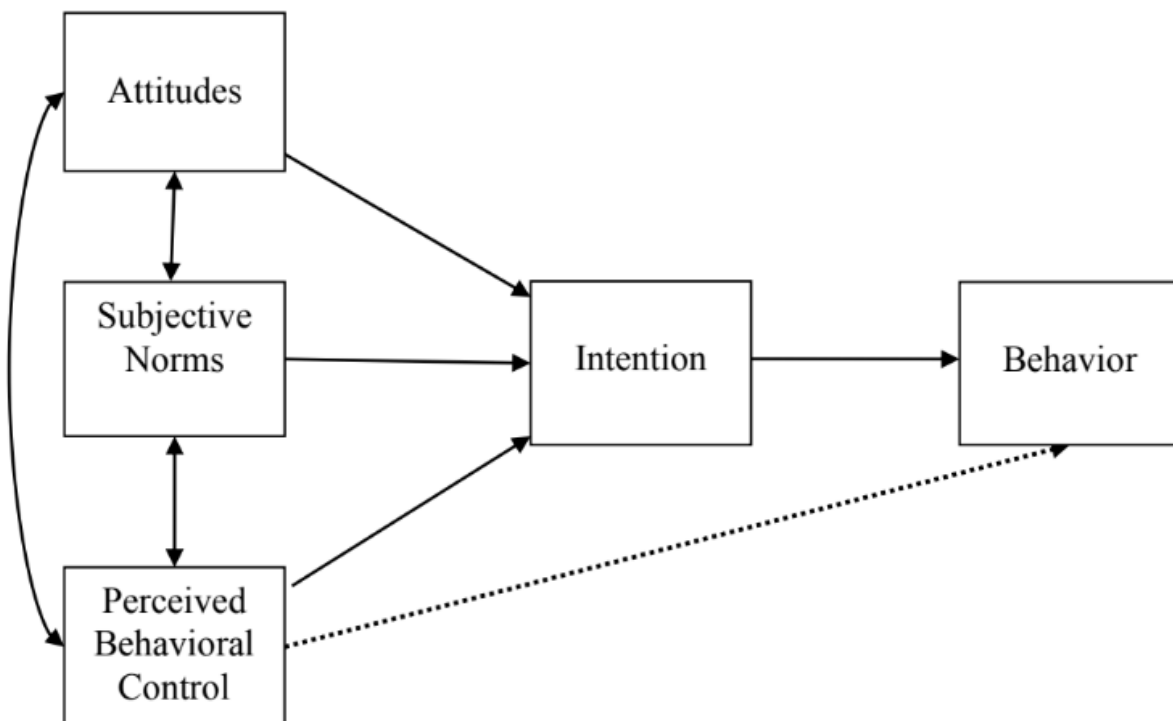 Attitudes
Subjective
Norms
Intention
Behavior
Perceived
Behavioral
Control